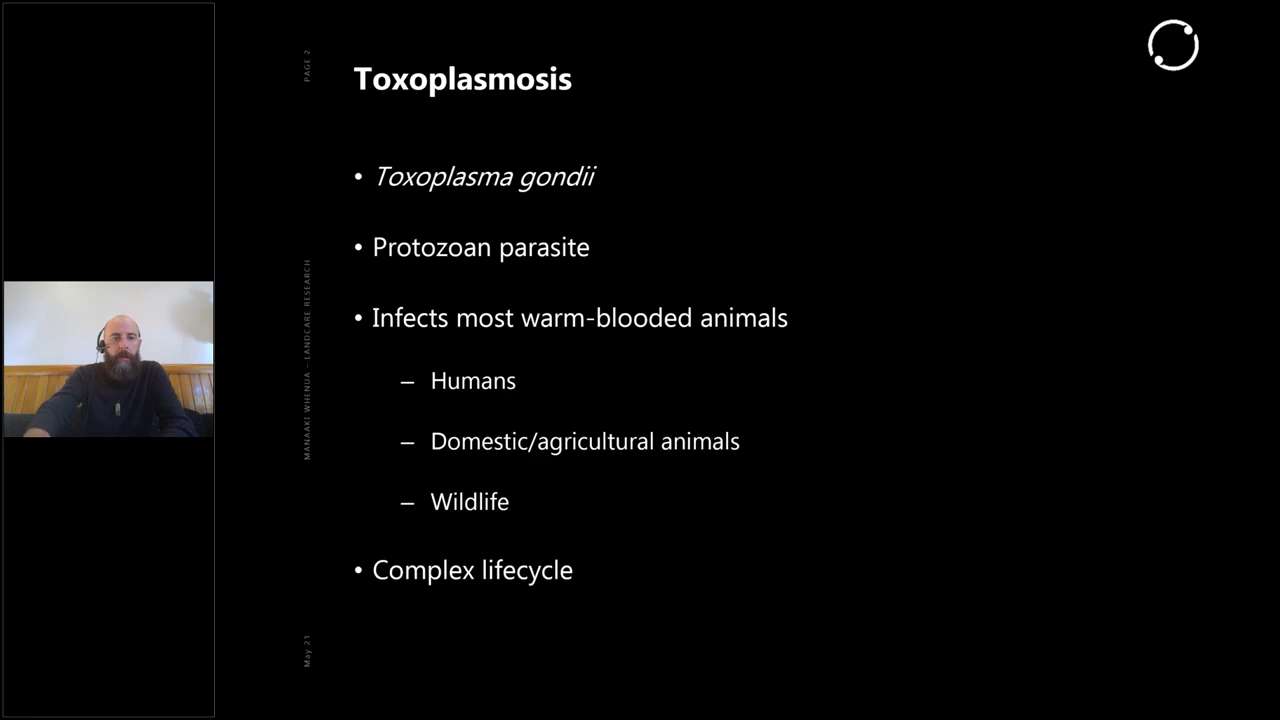 PAGE 2
Toxoplasmosis
• Toxoplasma gondii
• Protozoan parasite
• Infects most warm-blooded animals
– Humans
– Domestic/agricultural animals
– Wildlife
• Complex lifecycle
MANAAKI WHENUA – LANDCARE RESEARCH
May 21